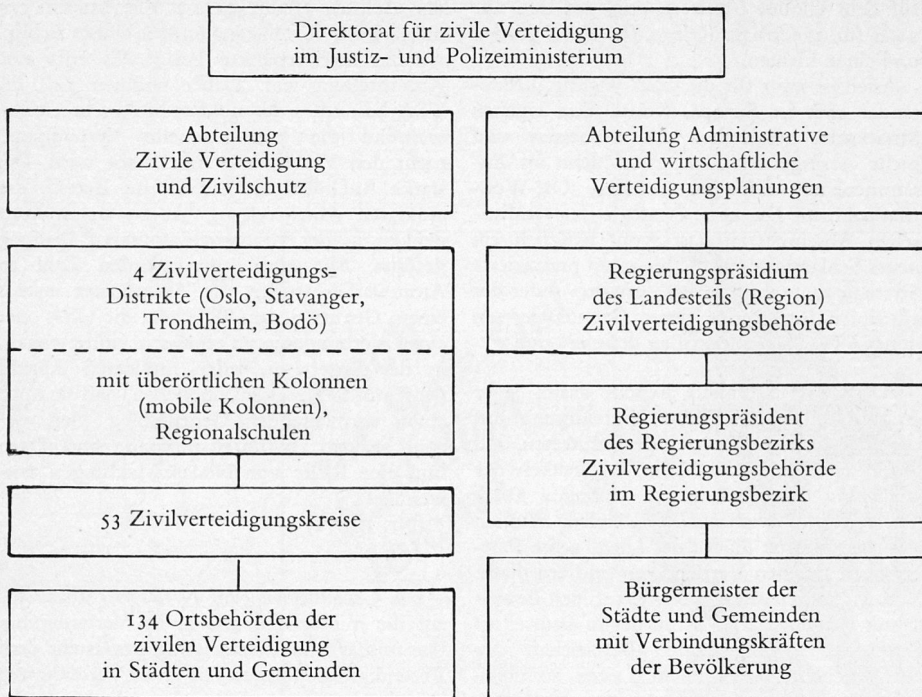 Direktorat für zivile Verteidigung
im Justiz- und Polizeiministerium
Abteilung
Zivile Verteidigung
und Zivilschutz
4 Zivilverteidigungs-
Distrikte (Oslo, Stavanger,
Trondheim, Bodö)
mit überörtlichen Kolonnen
(mobile Kolonnen),
Regionalschulen
53 Zivilverteidigungskreise
134 Ortsbehörden der
zivilen Verteidigung
in Städten und Gemeinden
Abteilung Administrative
und wirtschaftliche
Verteidigungsplanungen
Regierungspräsidium
des Landesteils (Region)
Zivilverteidigungsbehörde
Regierungspräsident
des Regierungsbezirks
Zivilverteidigungsbehörde
im Regierungsbezirk
Bürgermeister der
Städte und Gemeinden
mit Verbindungskräften
der Bevölkerung